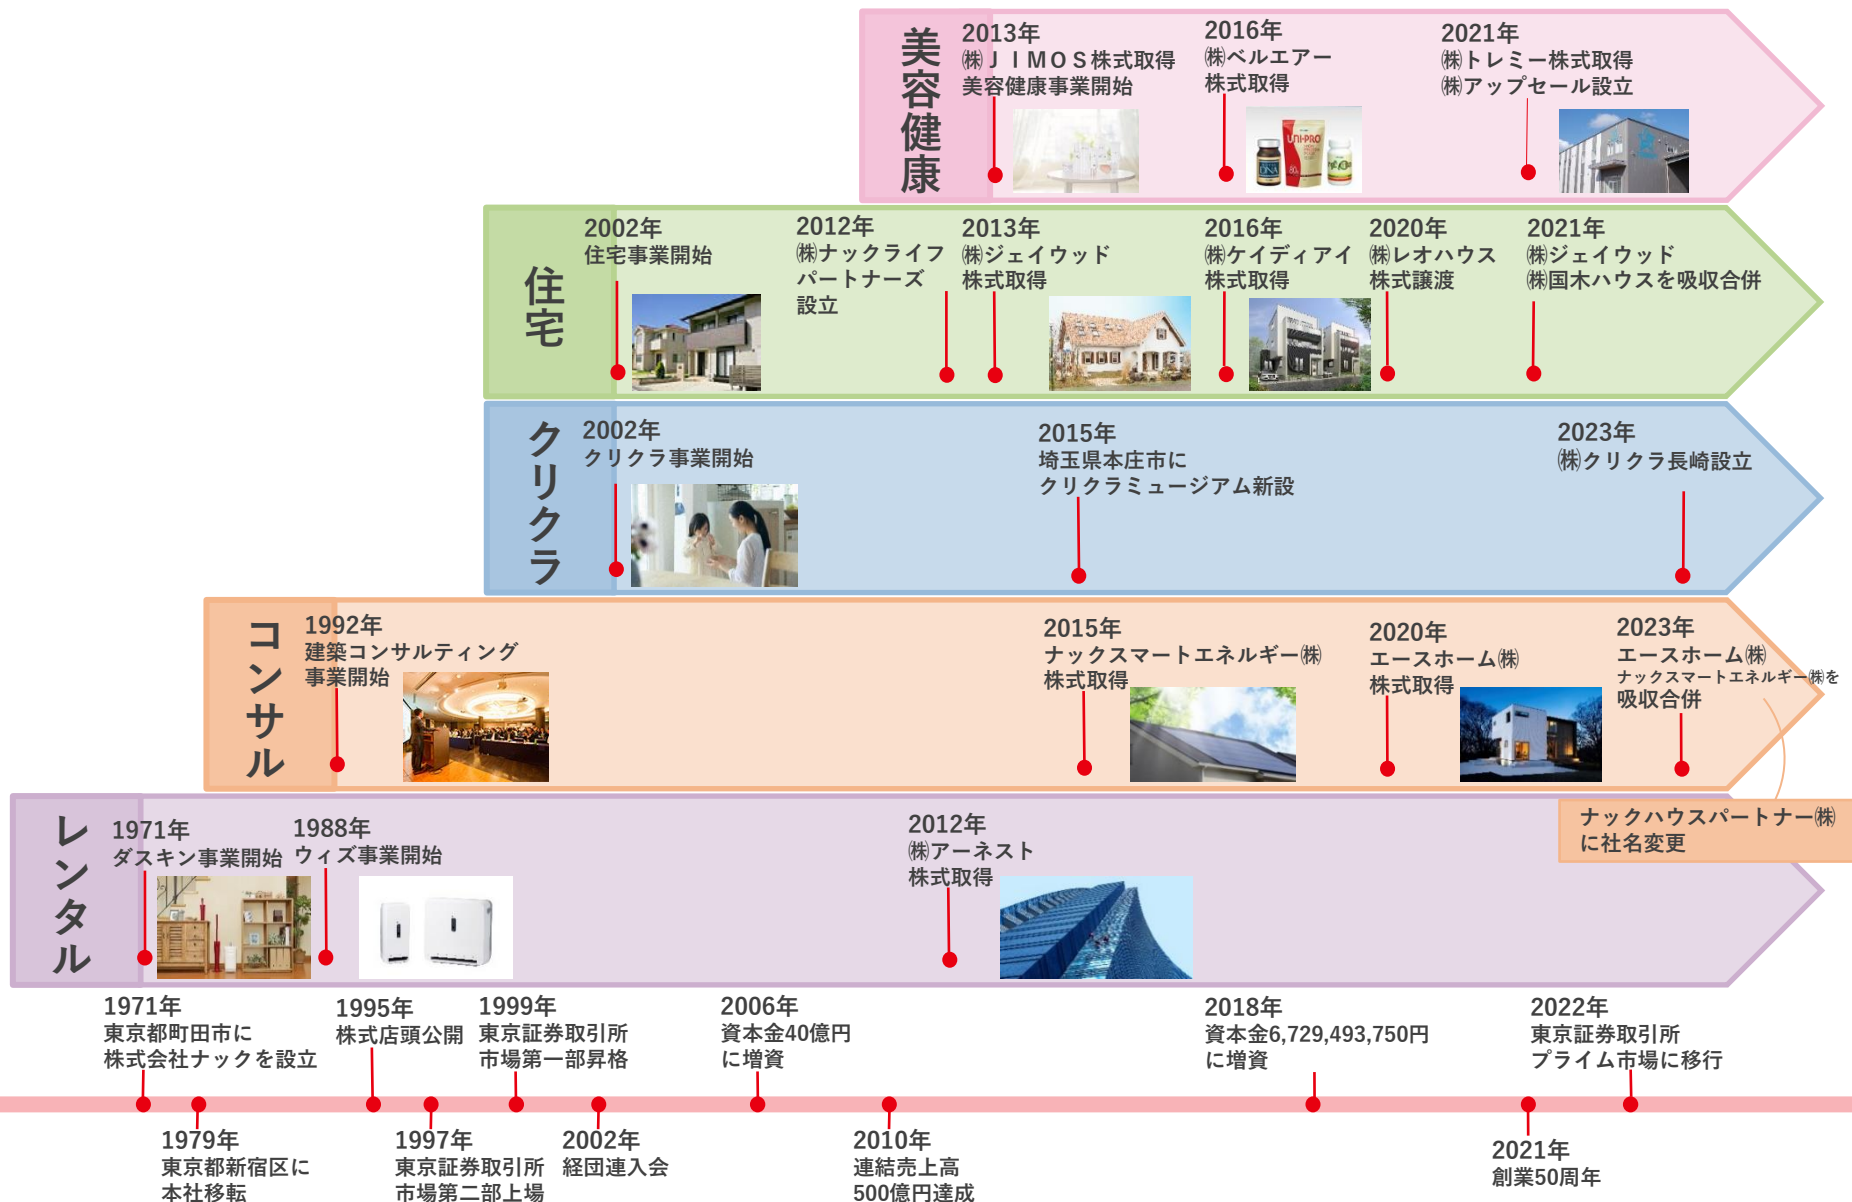 美容健康
2013年
㈱ＪＩＭＯＳ株式取得
美容健康事業開始
2016年
㈱ベルエアー
株式取得
UNI-PRO
DNA
2021年
㈱トレミー株式取得
㈱アップセール設立
住宅
2002年
住宅事業開始
2012年
㈱ナックライフ
パートナーズ
設立
2013年
㈱ジェイウッド
株式取得
2016年
㈱ケイディアイ
株式取得
2020年
㈱レオハウス
株式譲渡
2021年
㈱ジェイウッド
㈱国木ハウスを吸収合併
クリクラ
2002年
クリクラ事業開始
2015年
埼玉県本庄市に
クリクラミュージアム新設
2023年
㈱クリクラ長崎設立
コンサル
1992年
建築コンサルティング
事業開始
2015年
ナックスマートエネルギー㈱
株式取得
2020年
エースホーム㈱
株式取得
2023年
エースホーム㈱
ナックスマートエネルギー㈱を
吸収合併
ナックハウスパートナー㈱
に社名変更
レンタル
1971年
ダスキン事業開始
1988年
ウィズ事業開始
2012年
㈱アーネスト
株式取得
1971年
東京都町田市に
株式会社ナックを設立
1995年
株式店頭公開
1999年
東京証券取引所
市場第一部昇格
2006年
資本金40億円
に増資
2018年
資本金6,729,493,750円
に増資
2022年
東京証券取引所
プライム市場に移行
1979年
東京都新宿区に
本社移転
1997年
東京証券取引所
市場第二部上場
2002年
経団連入会
2010年
連結売上高
500億円達成
2021年
創業50周年